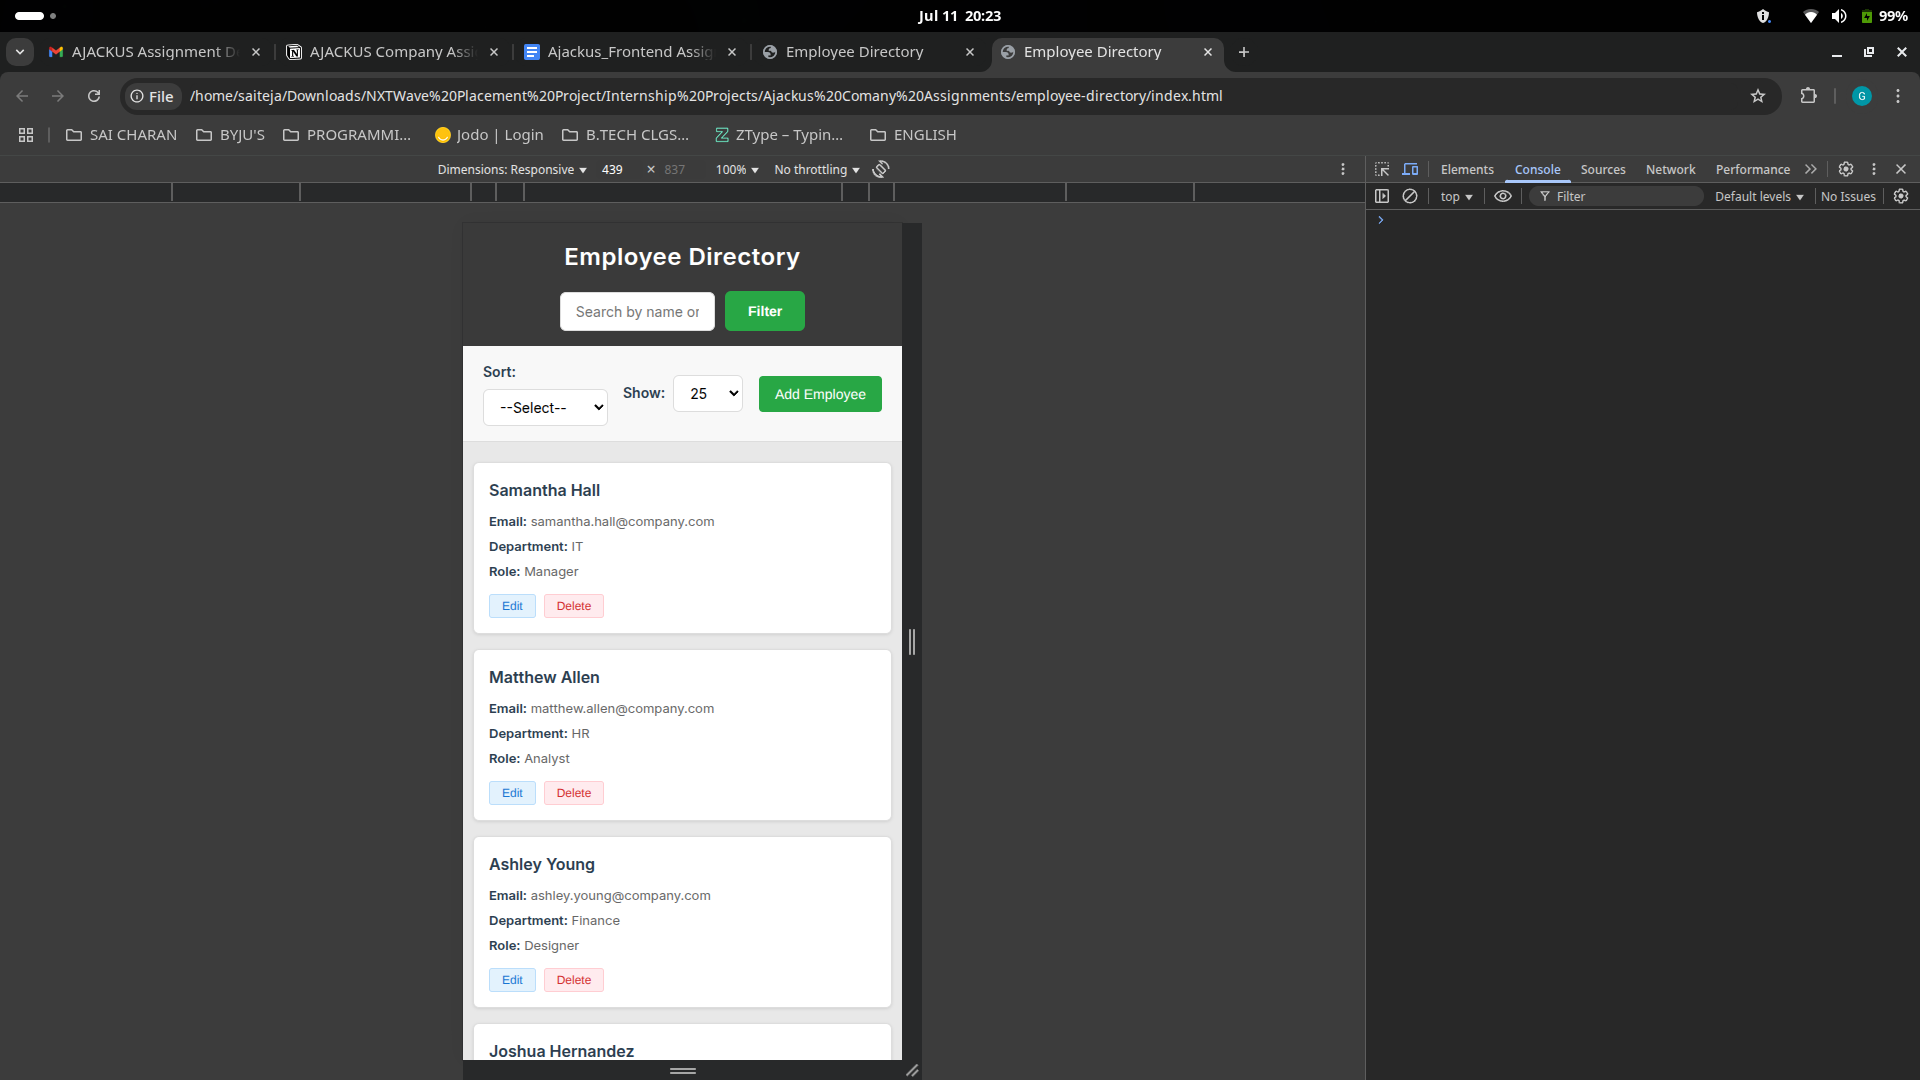 Jul 11 20:23
99%
AJACKUS Assignment D
AJACKUS Company Assi
Ajackus_Frontend Assig
Employee Directory
Employee Directory
File
/home/saiteja/Downloads/NXTWave%20Placement%20Project/Internship%20Projects/Ajackus%20Comany%20Assignments/employee-directory/index.html
G
SAI CHARAN
BYJU'S
PROGRAMMI...
Jodo | Login
B.TECH CLGS...
ZType – Typin...
ENGLISH
Dimensions: Responsive
439
×
837
100%
No throttling
Elements
Console
Sources
Network
Performance
top
Filter
Default levels
No Issues
Employee Directory
Search by name or
Filter
Sort:
--Select--
Show:
25
Add Employee
Samantha Hall
Email: samantha.hall@company.com
Department: IT
Role: Manager
Edit
Delete
Matthew Allen
Email: matthew.allen@company.com
Department: HR
Role: Analyst
Edit
Delete
Ashley Young
Email: ashley.young@company.com
Department: Finance
Role: Designer
Edit
Delete
Joshua Hernandez